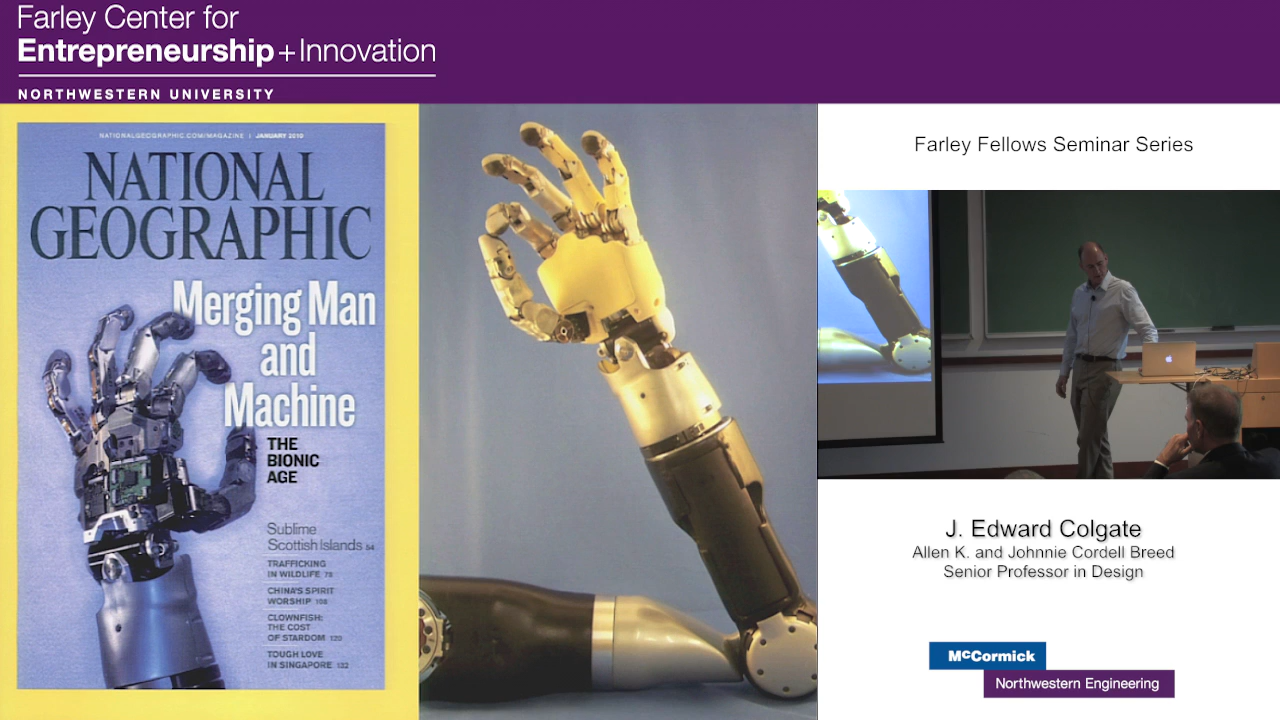 Farley Center for
Entrepreneurship+Innovation
NORTHWESTERN UNIVERSITY
NATIONALGEOGRAPHIC.COM/MAGAZINE | JANUARY 2010
NATIONAL
GEOGRAPHIC
Merging Man
and
Machine
THE
BIONIC
AGE
Sublime
Scottish Islands 54
TRAFFICKING
IN WILDLIFE 78
CHINA'S SPIRIT
WORSHIP 108
CLOWNFISH:
THE COST
OF STARDOM 120
TOUGH LOVE
IN SINGAPORE 132
Farley Fellows Seminar Series
J. Edward Colgate
Allen K. and Johnnie Cordell Breed
Senior Professor in Design
McCormick
Northwestern Engineering